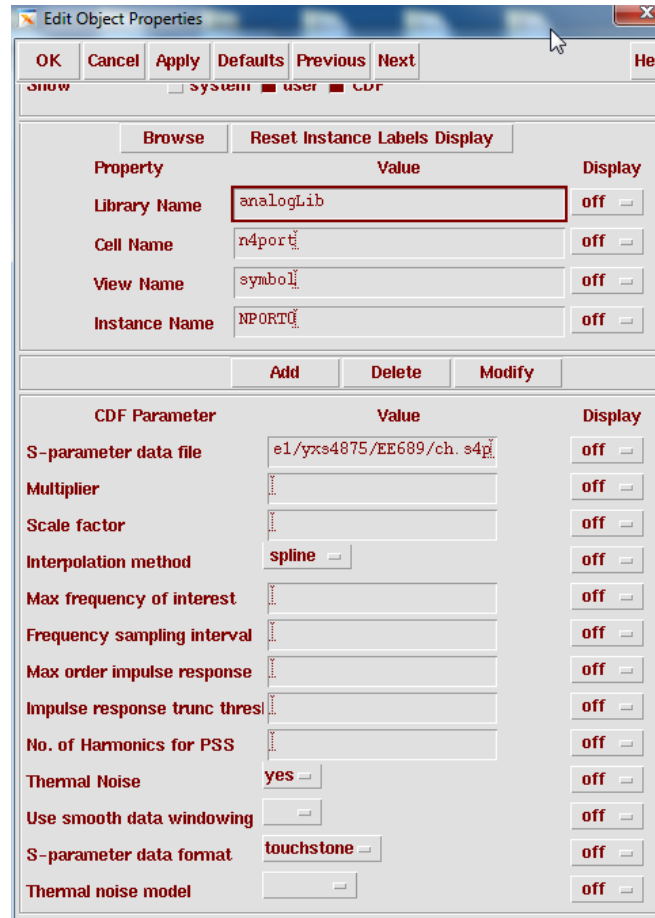 Edit Object Properties
OK Cancel Apply Defaults Previous Next He
Show system user CDF
Browse Reset Instance Labels Display
Property Value Display
Library Name analogLib off
Cell Name n4port off
View Name symbol off
Instance Name NPORT0 off
Add Delete Modify
CDF Parameter Value Display
S-parameter data file e1/yxs4875/EE689/ch.s4p off
Multiplier off
Scale factor off
Interpolation method spline off
Max frequency of interest off
Frequency sampling interval off
Max order impulse response off
Impulse response trunc thresl off
No. of Harmonics for PSS off
Thermal Noise yes off
Use smooth data windowing off
S-parameter data format touchstone off
Thermal noise model off